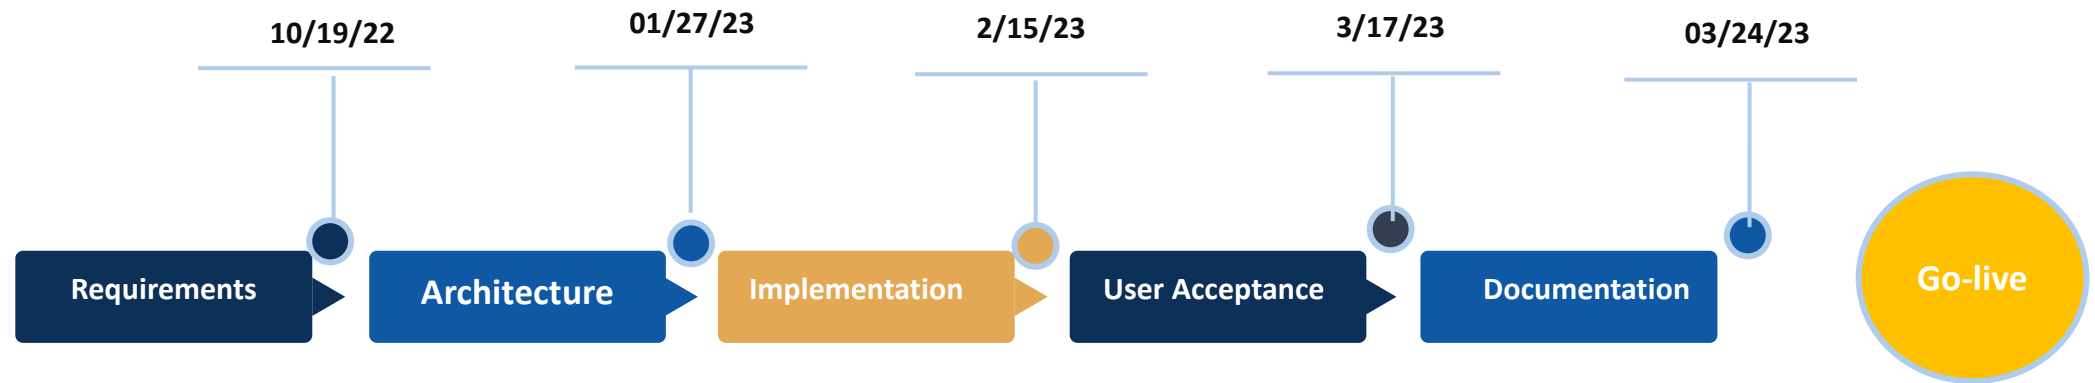 10/19/22
01/27/23
2/15/23
3/17/23
03/24/23
Requirements
Architecture
Implementation
User Acceptance
Documentation
Go-live